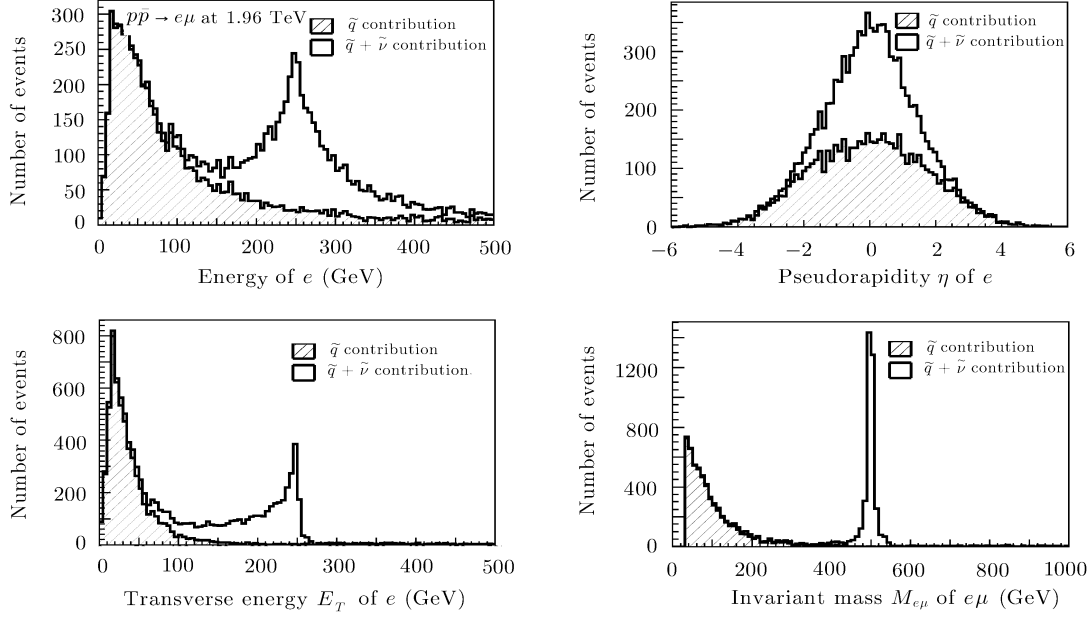 pp̄ → eμ at 1.96 TeV
q̃ contribution
q̃ + ν̃ contribution
Number of events
300
250
200
150
100
50
0
0 100 200 300 400 500
Energy of e (GeV)
q̃ contribution
q̃ + ν̃ contribution
Number of events
300
200
100
0
−6 −4 −2 0 2 4 6
Pseudorapidity η of e
q̃ contribution
q̃ + ν̃ contribution
Number of events
800
600
400
200
0
0 100 200 300 400 500
Transverse energy E_T of e (GeV)
q̃ contribution
q̃ + ν̃ contribution
Number of events
1200
800
400
0
0 200 400 600 800 1000
Invariant mass M_{eμ} of eμ (GeV)